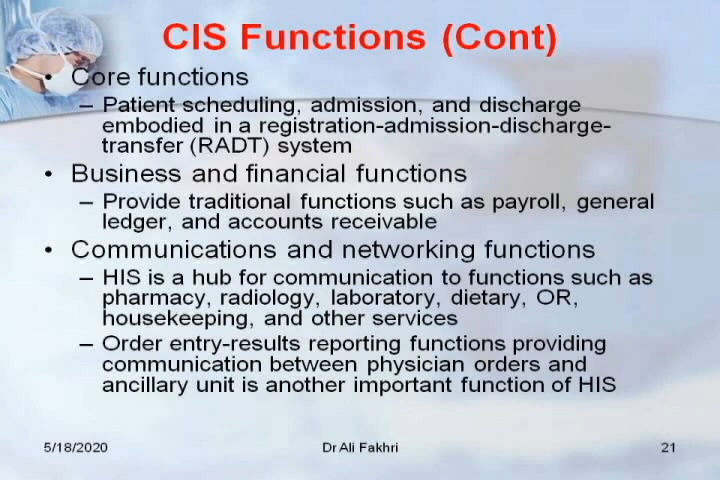 CIS Functions (Cont)
• Core functions
– Patient scheduling, admission, and discharge
embodied in a registration-admission-discharge-
transfer (RADT) system
• Business and financial functions
– Provide traditional functions such as payroll, general
ledger, and accounts receivable
• Communications and networking functions
– HIS is a hub for communication to functions such as
pharmacy, radiology, laboratory, dietary, OR,
housekeeping, and other services
– Order entry-results reporting functions providing
communication between physician orders and
ancillary unit is another important function of HIS
5/18/2020 Dr Ali Fakhri 21